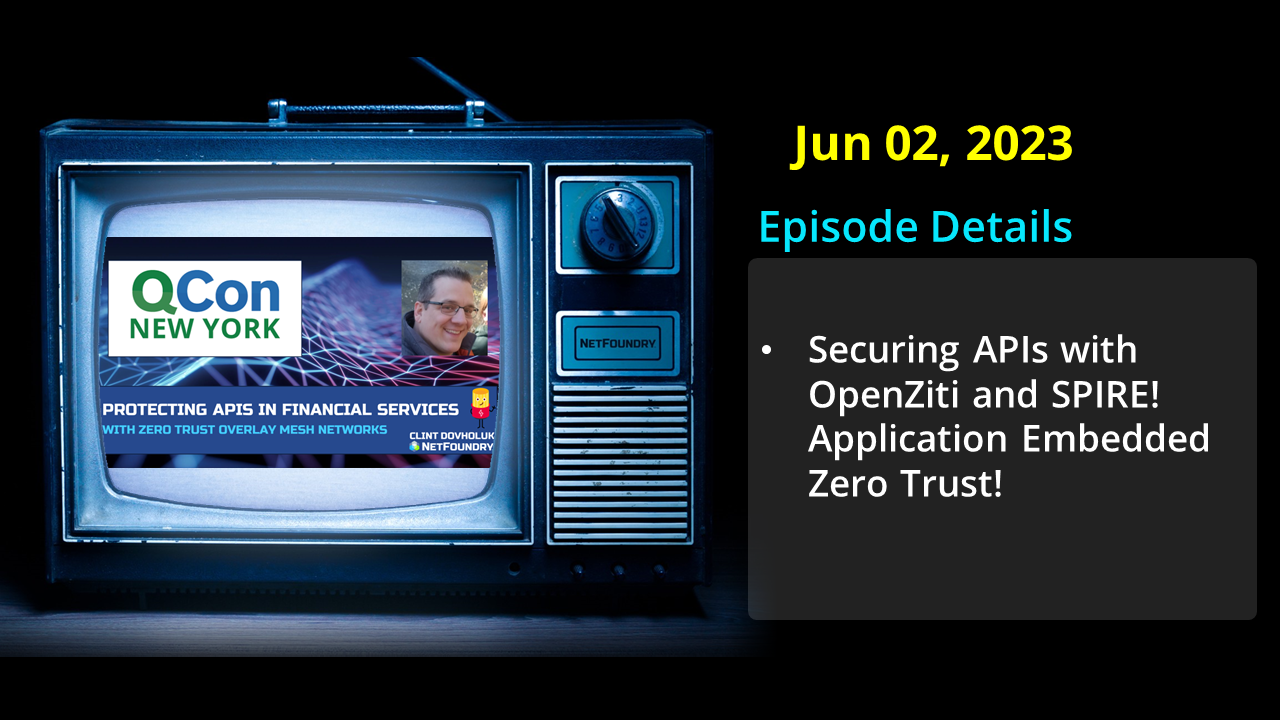 Jun 02, 2023
Episode Details
QCon
NEW YORK
NETFOUNDRY
PROTECTING APIS IN FINANCIAL SERVICES
WITH ZERO TRUST OVERLAY MESH NETWORKS
CLINT DOVHOLUK
NETFOUNDRY
• Securing APIs with
OpenZiti and SPIRE!
Application Embedded
Zero Trust!